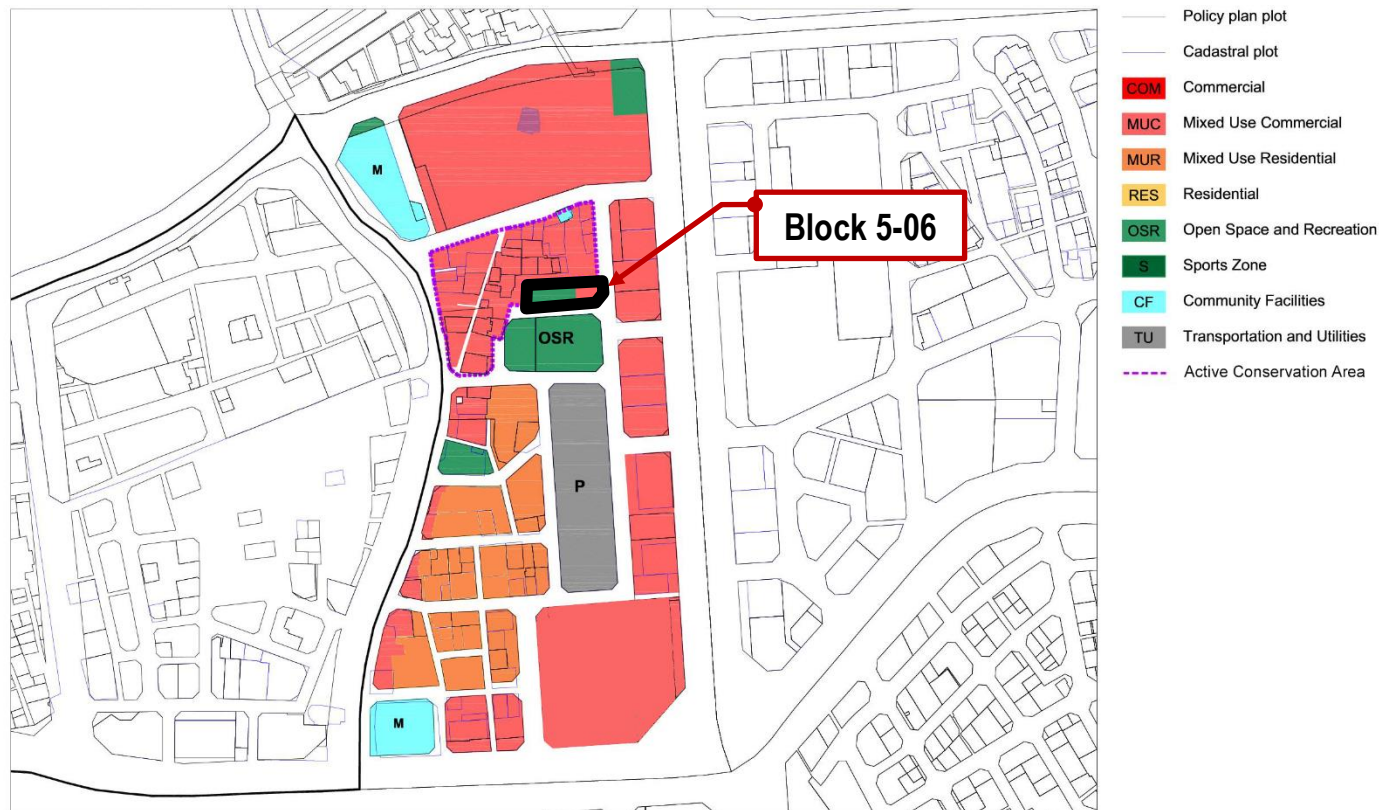 Policy plan plot
Cadastral plot
COM Commercial
MUC Mixed Use Commercial
MUR Mixed Use Residential
RES Residential
OSR Open Space and Recreation
S Sports Zone
CF Community Facilities
TU Transportation and Utilities
Active Conservation Area
M
Block 5-06
OSR
P
M